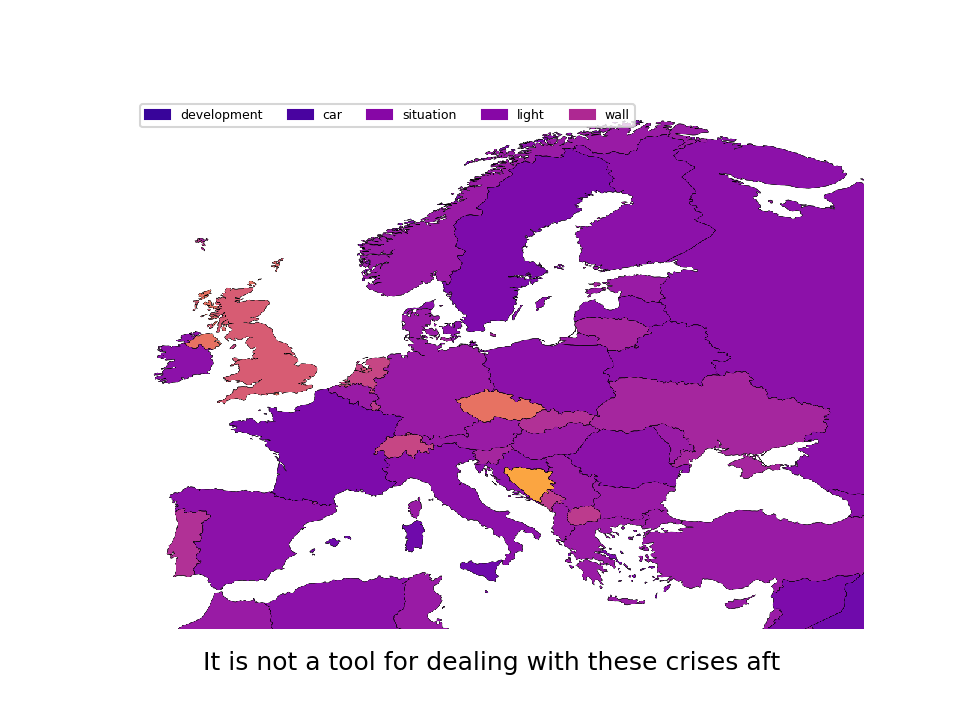 development car situation light wall
It is not a tool for dealing with these crises aft